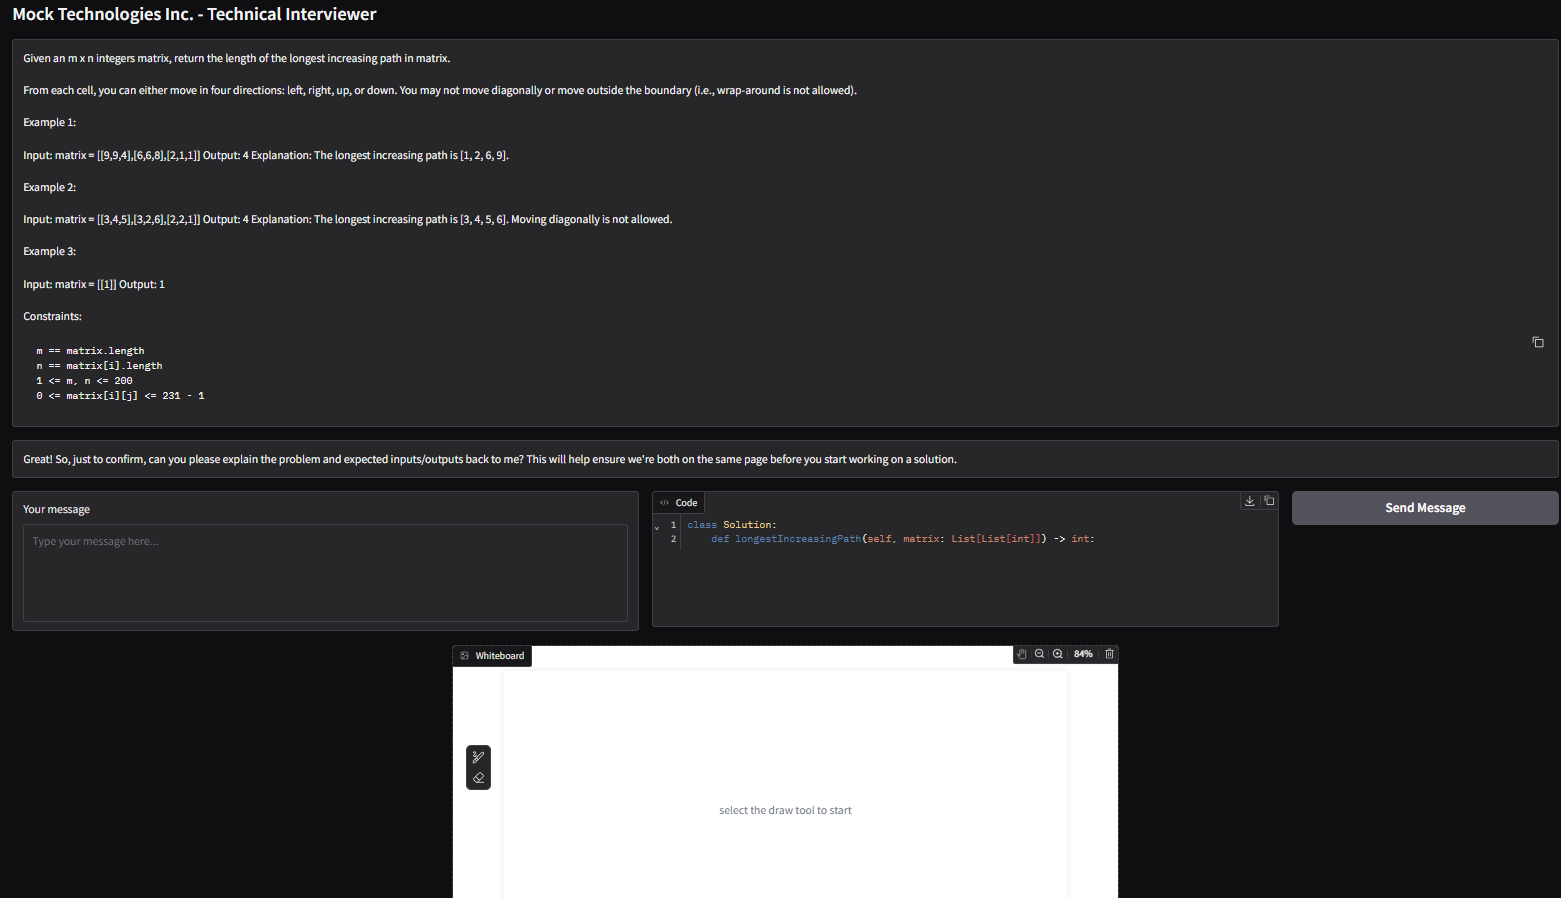 Mock Technologies Inc. - Technical Interviewer
Given an m x n integers matrix, return the length of the longest increasing path in matrix.
From each cell, you can either move in four directions: left, right, up, or down. You may not move diagonally or move outside the boundary (i.e., wrap-around is not allowed).
Example 1:
Input: matrix = [[9,9,4],[6,6,8],[2,1,1]] Output: 4 Explanation: The longest increasing path is [1, 2, 6, 9].
Example 2:
Input: matrix = [[3,4,5],[3,2,6],[2,2,1]] Output: 4 Explanation: The longest increasing path is [3, 4, 5, 6]. Moving diagonally is not allowed.
Example 3:
Input: matrix = [[1]] Output: 1
Constraints:
m == matrix.length
n == matrix[i].length
1 <= m, n <= 200
0 <= matrix[i][j] <= 231 - 1
Great! So, just to confirm, can you please explain the problem and expected inputs/outputs back to me? This will help ensure we're both on the same page before you start working on a solution.
Your message
Type your message here...
Code
1 class Solution:
2 def longestIncreasingPath(self, matrix: List[List[int]]) -> int:
Send Message
Whiteboard
84%
select the draw tool to start